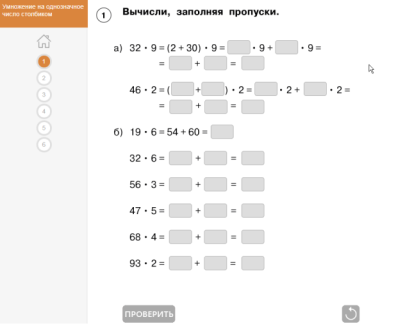 Умножение на однозначное
число столбиком
1
2
3
4
5
6
1 Вычисли, заполняя пропуски.
а) 32 · 9 = (2 + 30) · 9 = · 9 + · 9 =
= + =
46 · 2 = ( + ) · 2 = · 2 + · 2 =
= + =
б) 19 · 6 = 54 + 60 =
32 · 6 = + =
56 · 3 = + =
47 · 5 = + =
68 · 4 = + =
93 · 2 = + =
ПРОВЕРИТЬ